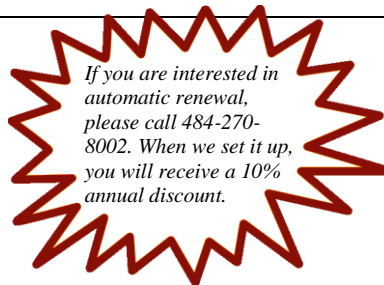 If you are interested in
automatic renewal,
please call 484-270-
8002. When we set it up,
you will receive a 10%
annual discount.